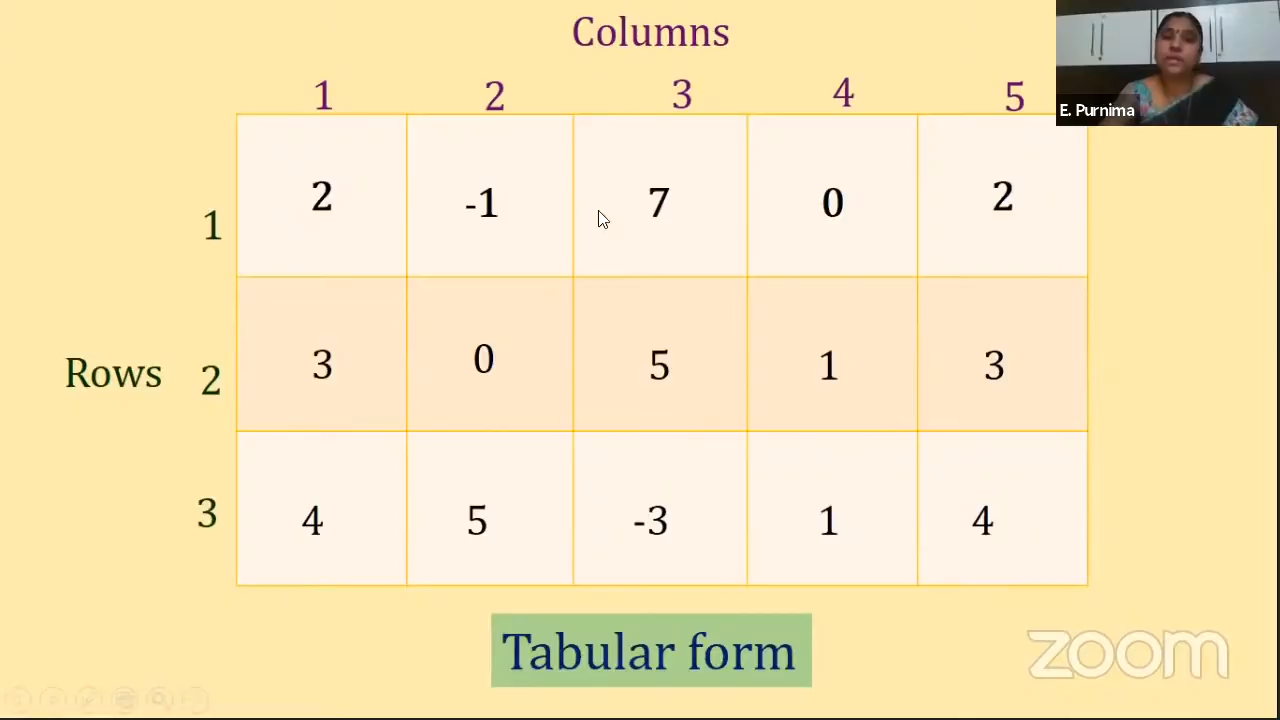 Columns
1 2 3 4 5
E. Purnima
1 2 -1 7 0 2
Rows 2 3 0 5 1 3
3 4 5 -3 1 4
Tabular form
zoom